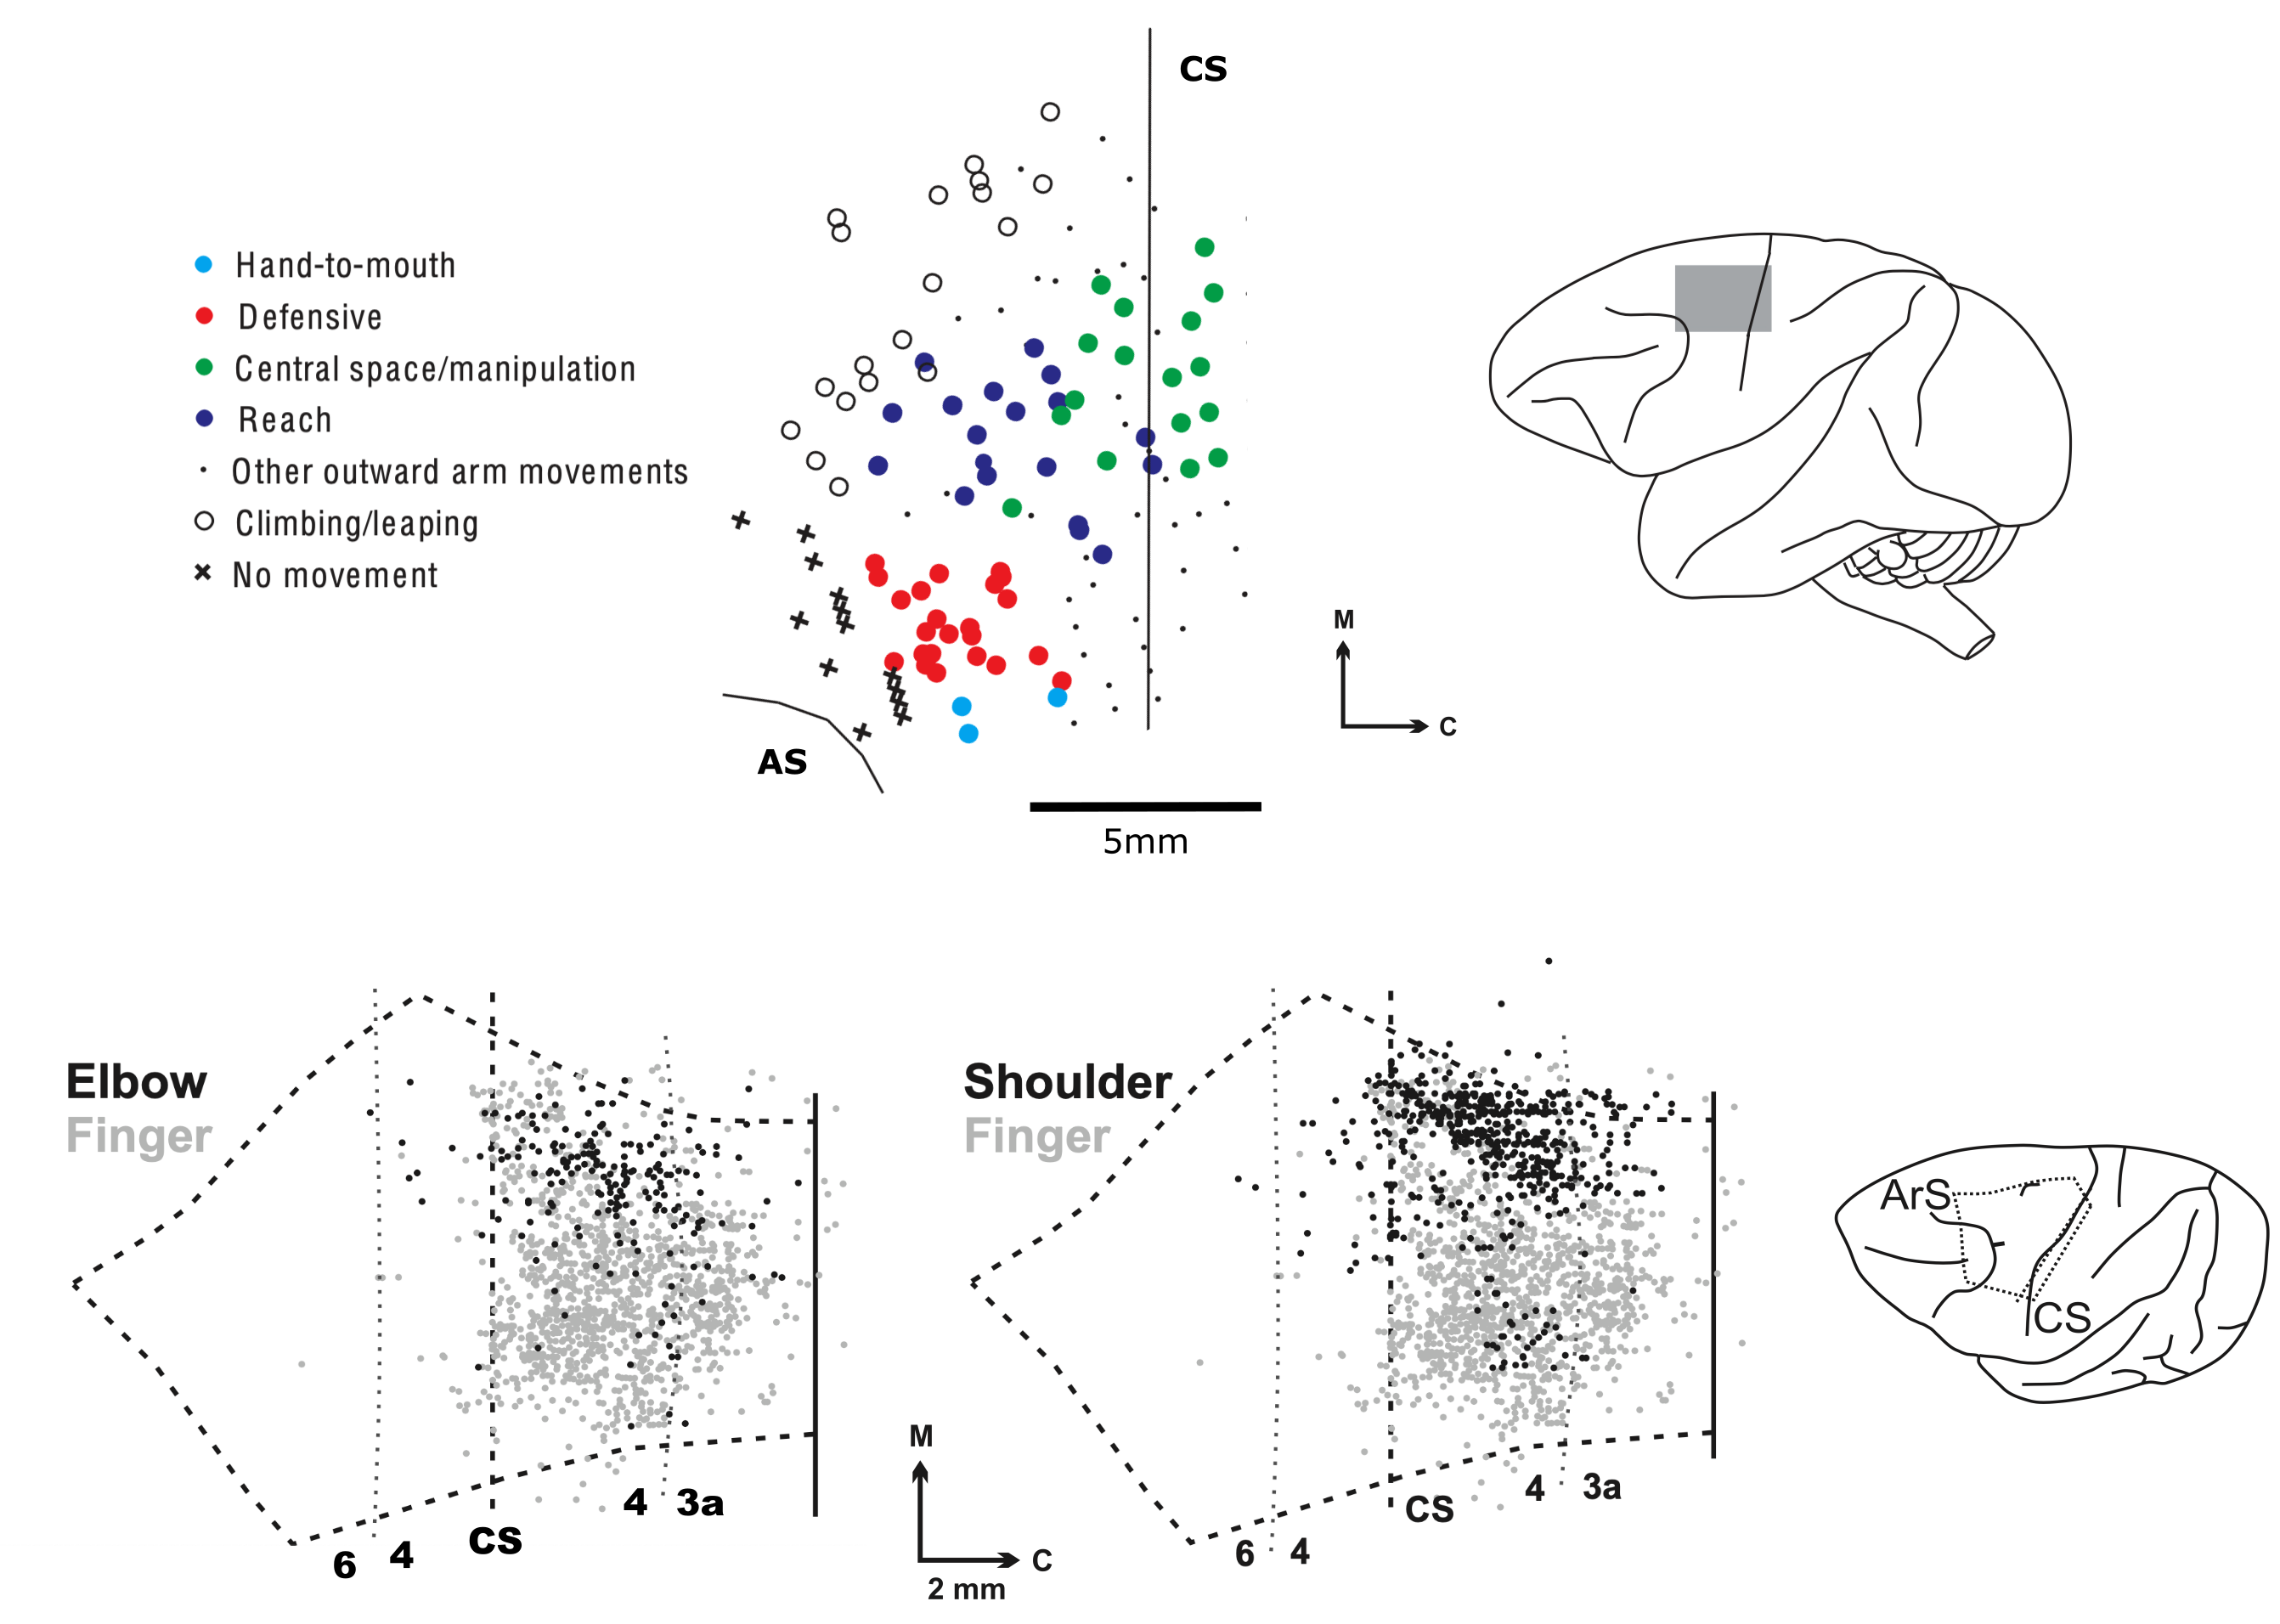 CS
Hand-to-mouth
Defensive
Central space/manipulation
Reach
Other outward arm movements
Climbing/leaping
No movement
M
C
AS
5mm
Elbow
Finger
Shoulder
Finger
ArS
CS
M
4 3a
4 3a
CS
CS
6 4
C
6 4
2 mm